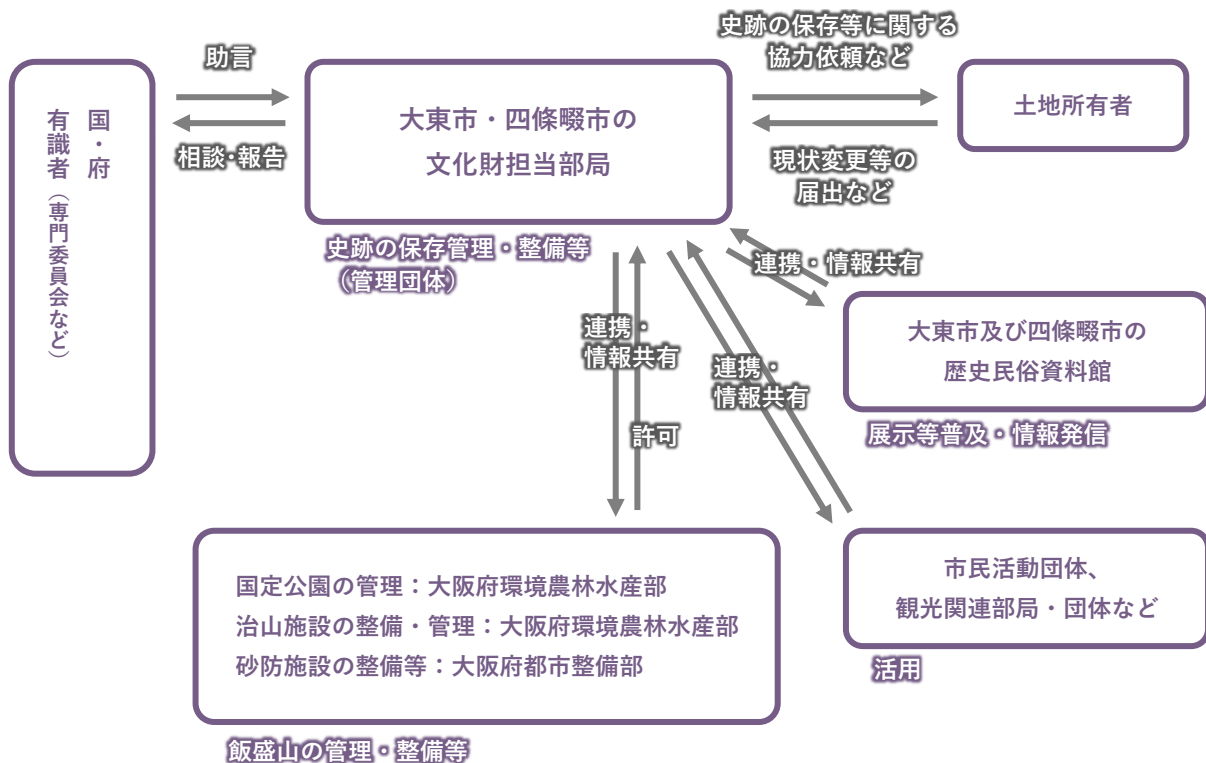 国・府
有識者（専門委員会など）
助言
相談・報告
大東市・四條畷市の
文化財担当部局
史跡の保存管理・整備等
（管理団体）
史跡の保存等に関する
協力依頼など
現状変更等の
届出など
土地所有者
連携・情報共有
大東市及び四條畷市の
歴史民俗資料館
展示等普及・情報発信
連携・
情報共有
許可
連携・
情報共有
国定公園の管理：大阪府環境農林水産部
治山施設の整備・管理：大阪府環境農林水産部
砂防施設の整備等：大阪府都市整備部
飯盛山の管理・整備等
市民活動団体、
観光関連部局・団体など
活用